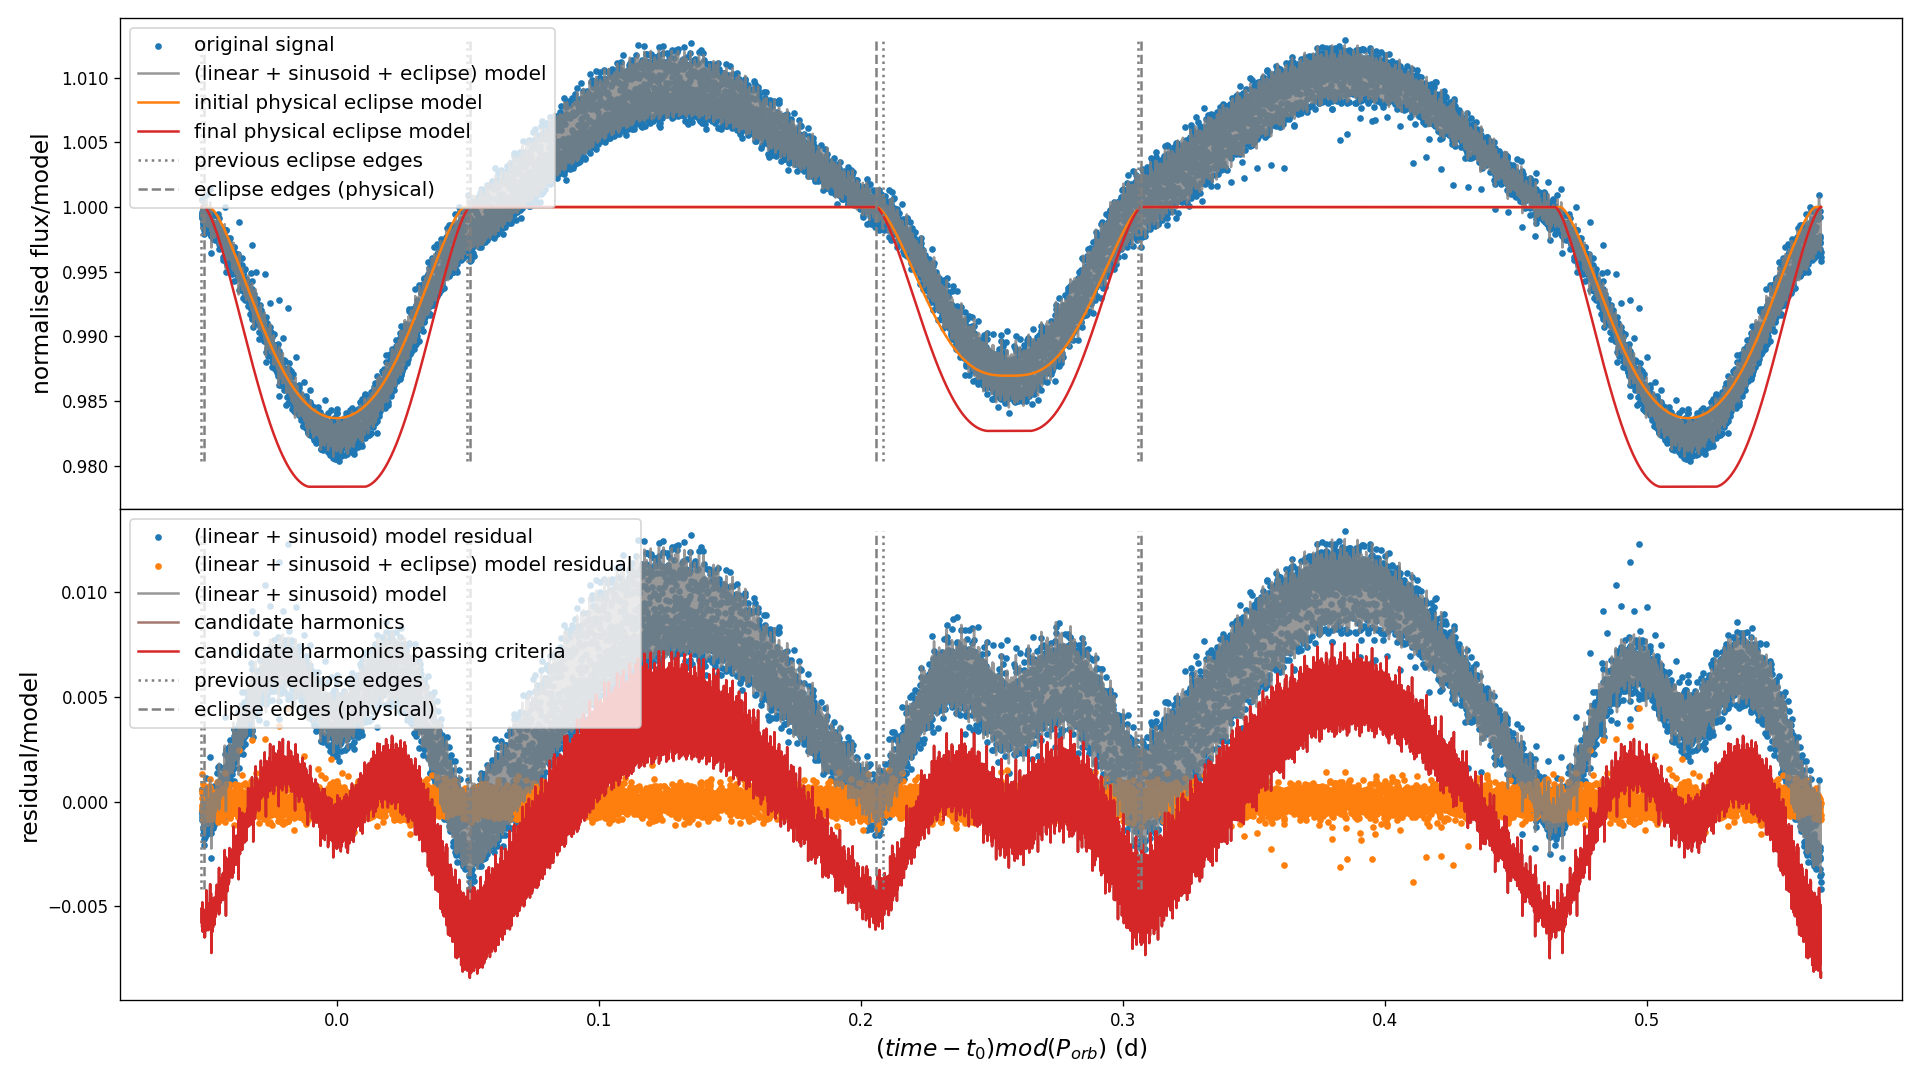 original signal
(linear + sinusoid + eclipse) model
initial physical eclipse model
final physical eclipse model
previous eclipse edges
eclipse edges (physical)
normalised flux/model
1.010
1.005
1.000
0.995
0.990
0.985
0.980
(linear + sinusoid) model residual
(linear + sinusoid + eclipse) model residual
(linear + sinusoid) model
candidate harmonics
candidate harmonics passing criteria
previous eclipse edges
eclipse edges (physical)
residual/model
0.010
0.005
0.000
−0.005
0.0 0.1 0.2 0.3 0.4 0.5
(time − t₀)mod(Pₒᵣb) (d)